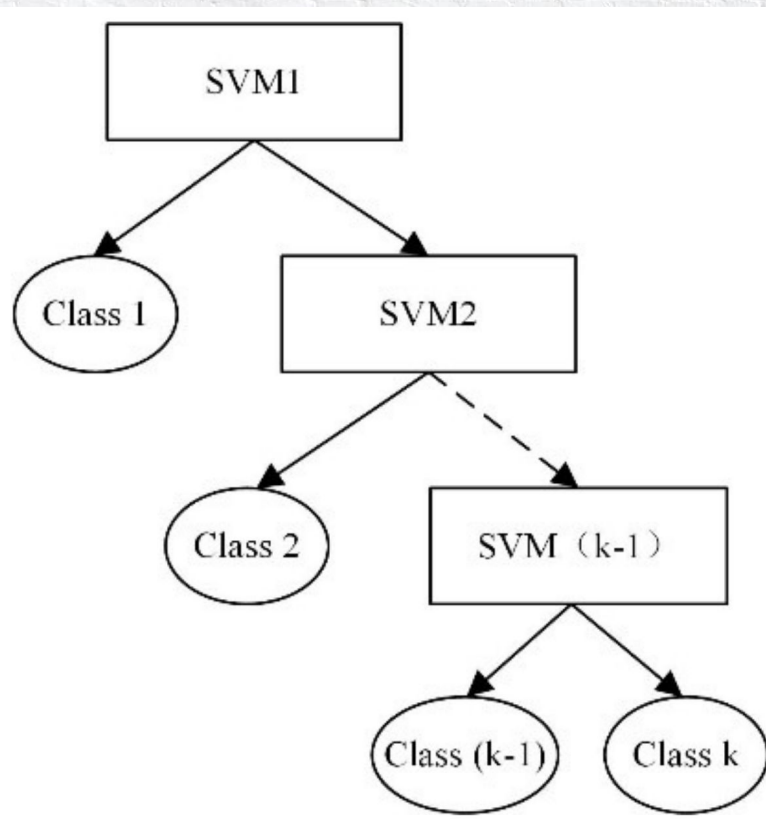 SVM1
Class 1
SVM2
Class 2
SVM（k-1）
Class (k-1)
Class k